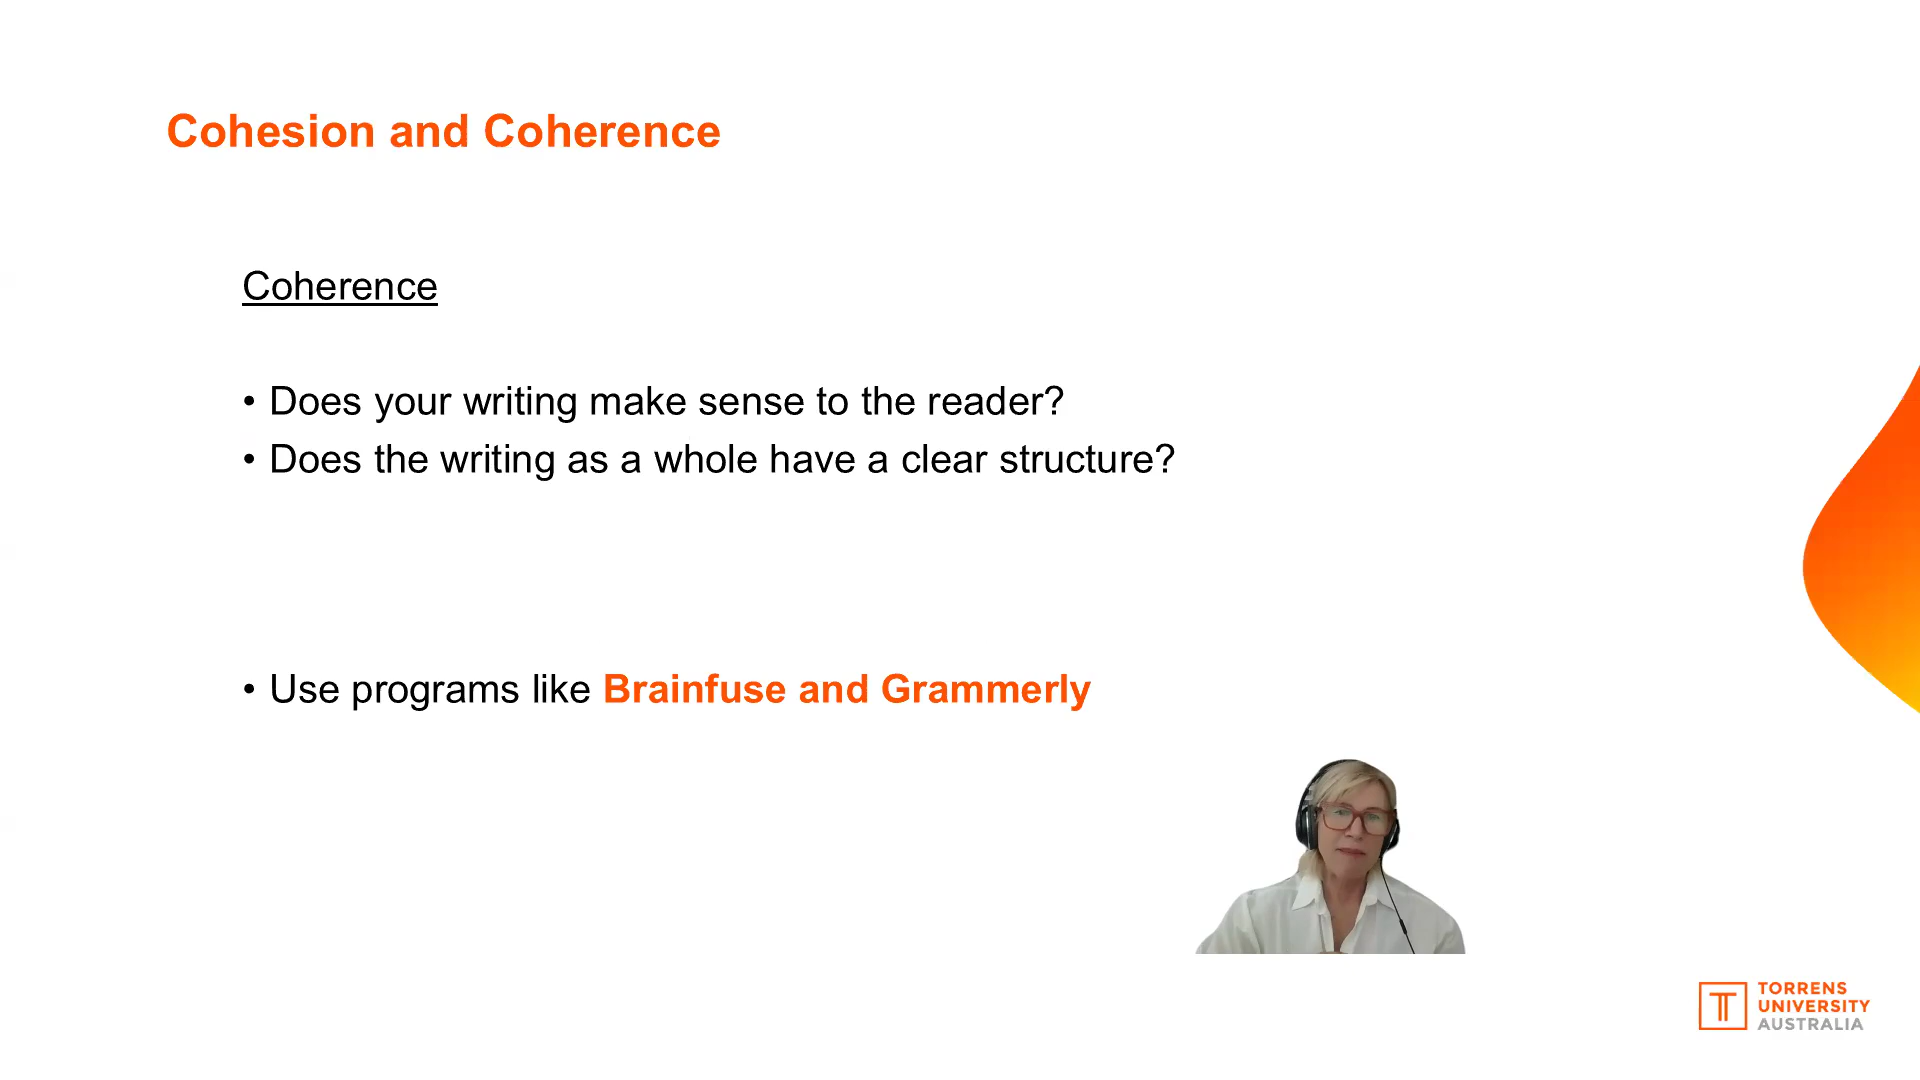 Cohesion and Coherence
Coherence
• Does your writing make sense to the reader?
• Does the writing as a whole have a clear structure?
• Use programs like Brainfuse and Grammerly
TORRENS
UNIVERSITY
AUSTRALIA